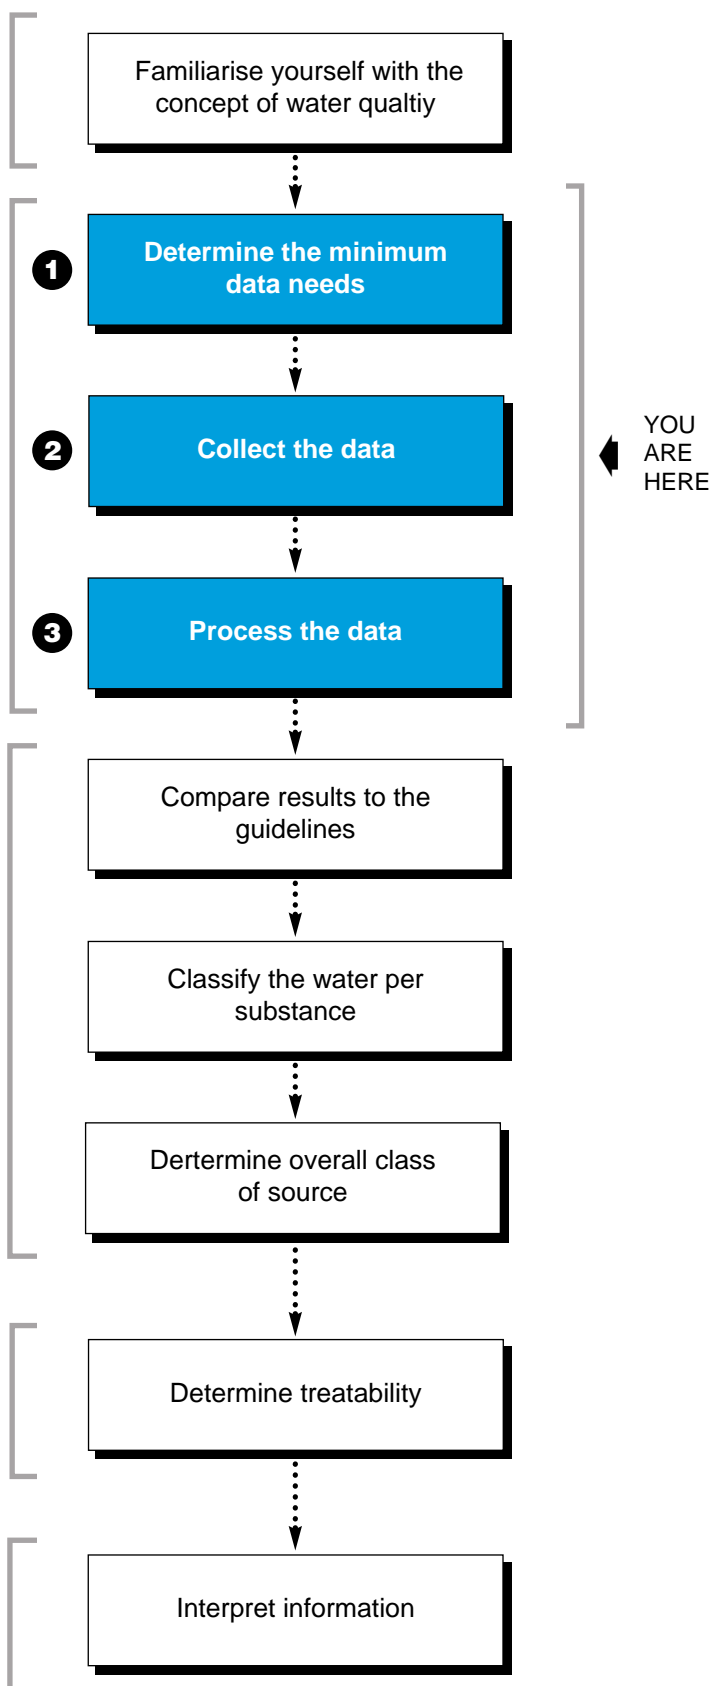 Familiarise yourself with the
concept of water qualtiy
1
Determine the minimum
data needs
2
Collect the data
YOU
ARE
HERE
3
Process the data
Compare results to the
guidelines
Classify the water per
substance
Dertermine overall class
of source
Determine treatability
Interpret information